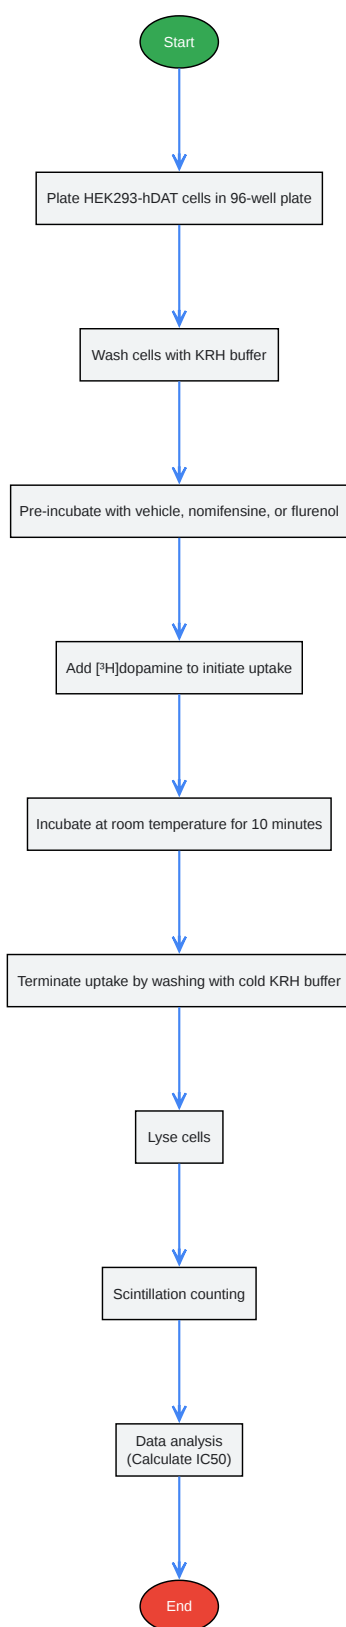 Start
Plate HEK293-hDAT cells in 96-well plate
Wash cells with KRH buffer
Pre-incubate with vehicle, nomifensine, or flurenol
Add [³H]dopamine to initiate uptake
Incubate at room temperature for 10 minutes
Terminate uptake by washing with cold KRH buffer
Lyse cells
Scintillation counting
Data analysis
(Calculate IC50)
End